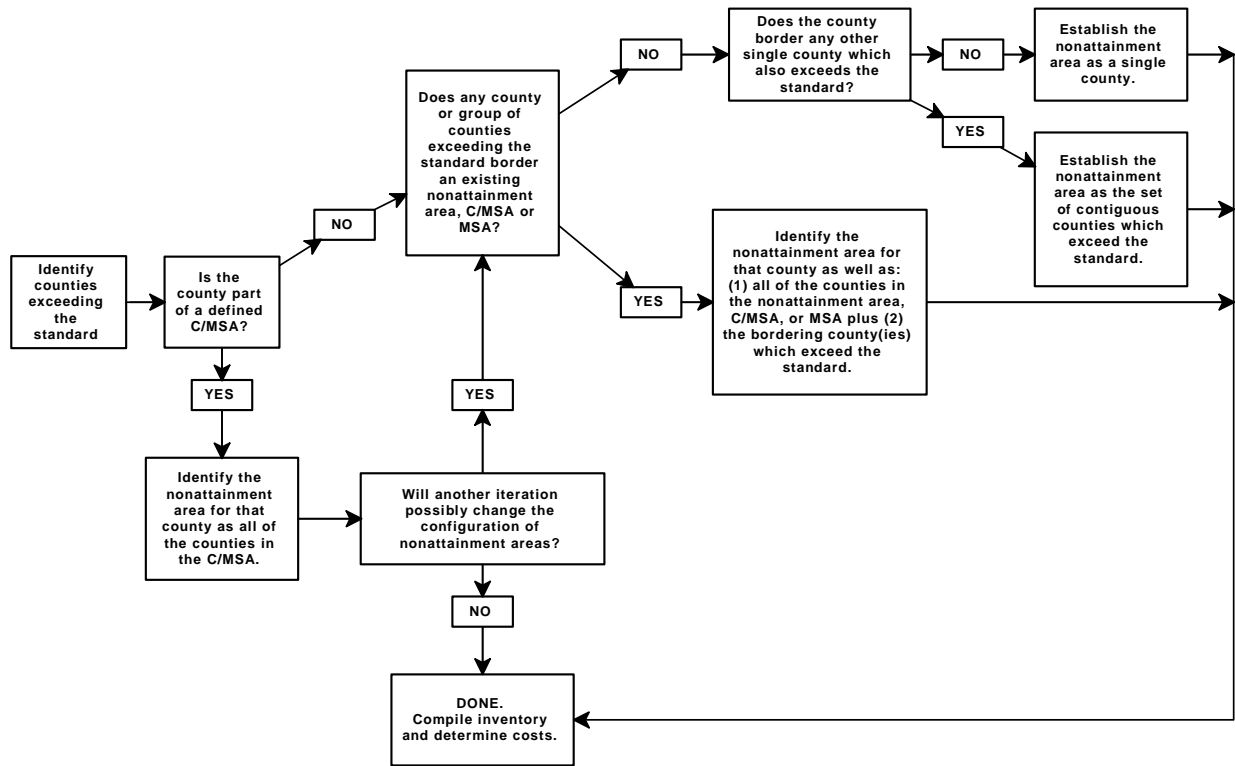 Identify
counties
exceeding
the
standard
Is the
county part
of a defined
C/MSA?
NO
YES
Identify the
nonattainment
area for that
county as all of
the counties in
the C/MSA.
Does any county
or group of
counties
exceeding the
standard border
an existing
nonattainment
area, C/MSA or
MSA?
YES
Will another iteration
possibly change the
configuration of
nonattainment areas?
NO
DONE.
Compile inventory
and determine costs.
NO
YES
Does the county
border any other
single county which
also exceeds the
standard?
NO
YES
Identify the
nonattainment area for
that county as well as:
(1) all of the counties in
the nonattainment area,
C/MSA, or MSA plus (2)
the bordering county(ies)
which exceed the
standard.
Establish the
nonattainment
area as a single
county.
Establish the
nonattainment
area as the set
of contiguous
counties which
exceed the
standard.